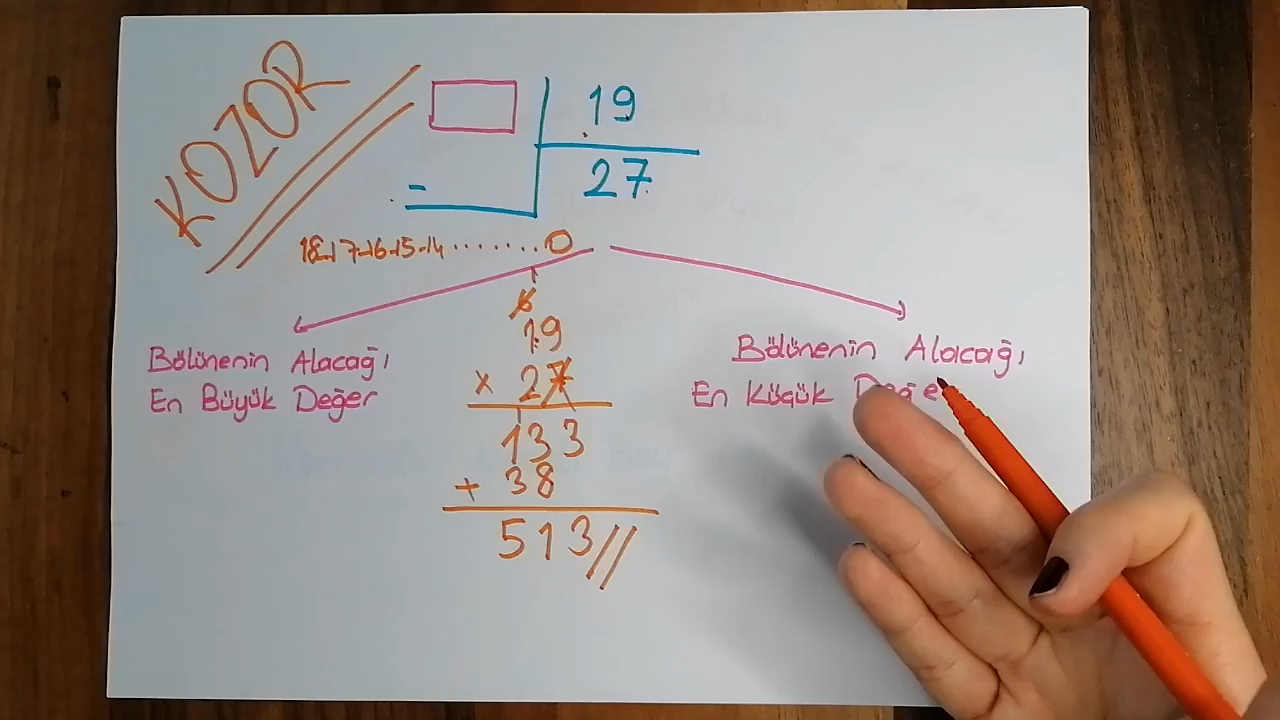 KOZOR
19
27
-
18-17-16-15-14........0
6
19
x 27
133
+ 38
513//
Bölünenin Alacağı
En Büyük Değer
Bölünenin Alacağı
En Küçük